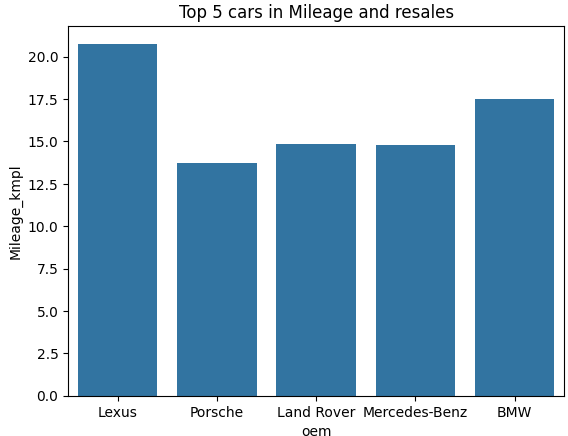 Top 5 cars in Mileage and resales
20.0
17.5
15.0
12.5
10.0
7.5
5.0
2.5
0.0
Mileage_kmpl
Lexus Porsche Land Rover Mercedes-Benz BMW
oem